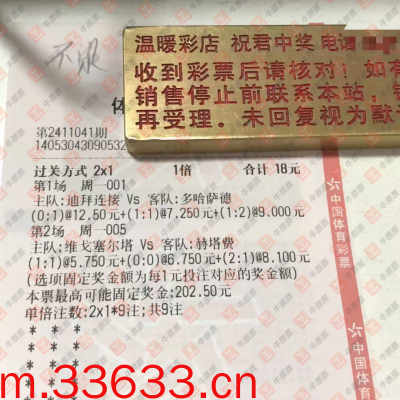 温暖彩店 祝君中奖 电
收到彩票后请核对！如有
销售停止前联系本站，
再受理。未回复视为默
体
第2411041期
14053043090532
过关方式 2x1 1倍 合计 18元
第1场 周一001
主队:迪拜连接 Vs 客队:多哈萨德
(0:1)@12.50元+(1:1)@7.250元+(1:2)@9.000元
第2场 周一005
主队:维戈塞尔塔 Vs 客队:赫塔费
(1:1)@5.750元+(0:0)@6.750元+(2:1)@8.100元
(选项固定奖金额为每1元投注对应的奖金额)
本票最高可能固定奖金:202.50元
单倍注数:2x1*9注;共9注
中国体育彩票
中国体育彩票
m.33633.cn